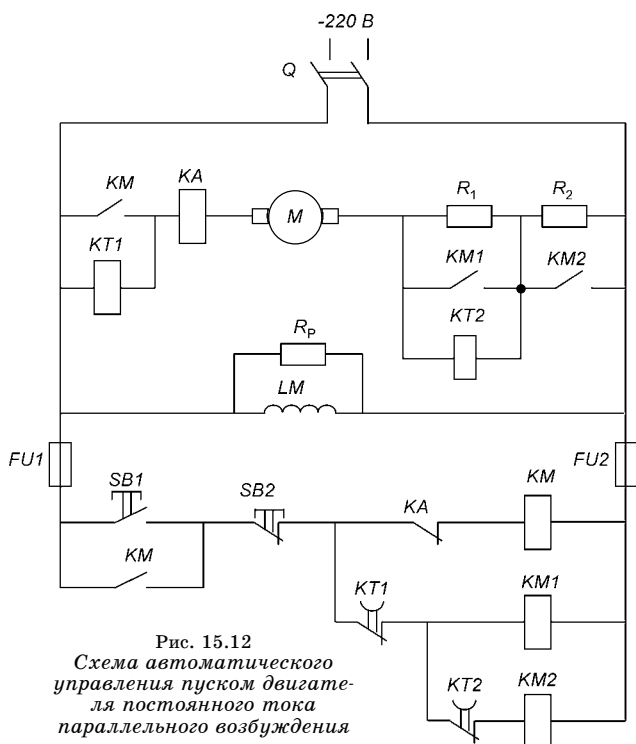 -220 В
Q
KM
KA
M
R1
R2
KT1
KM1
KM2
KT2
RP
LM
FU1
FU2
SB1
SB2
KA
KM
KM
KT1
KM1
KT2
KM2
Рис. 15.12
Схема автоматического
управления пуском двигате-
ля постоянного тока
параллельного возбуждения